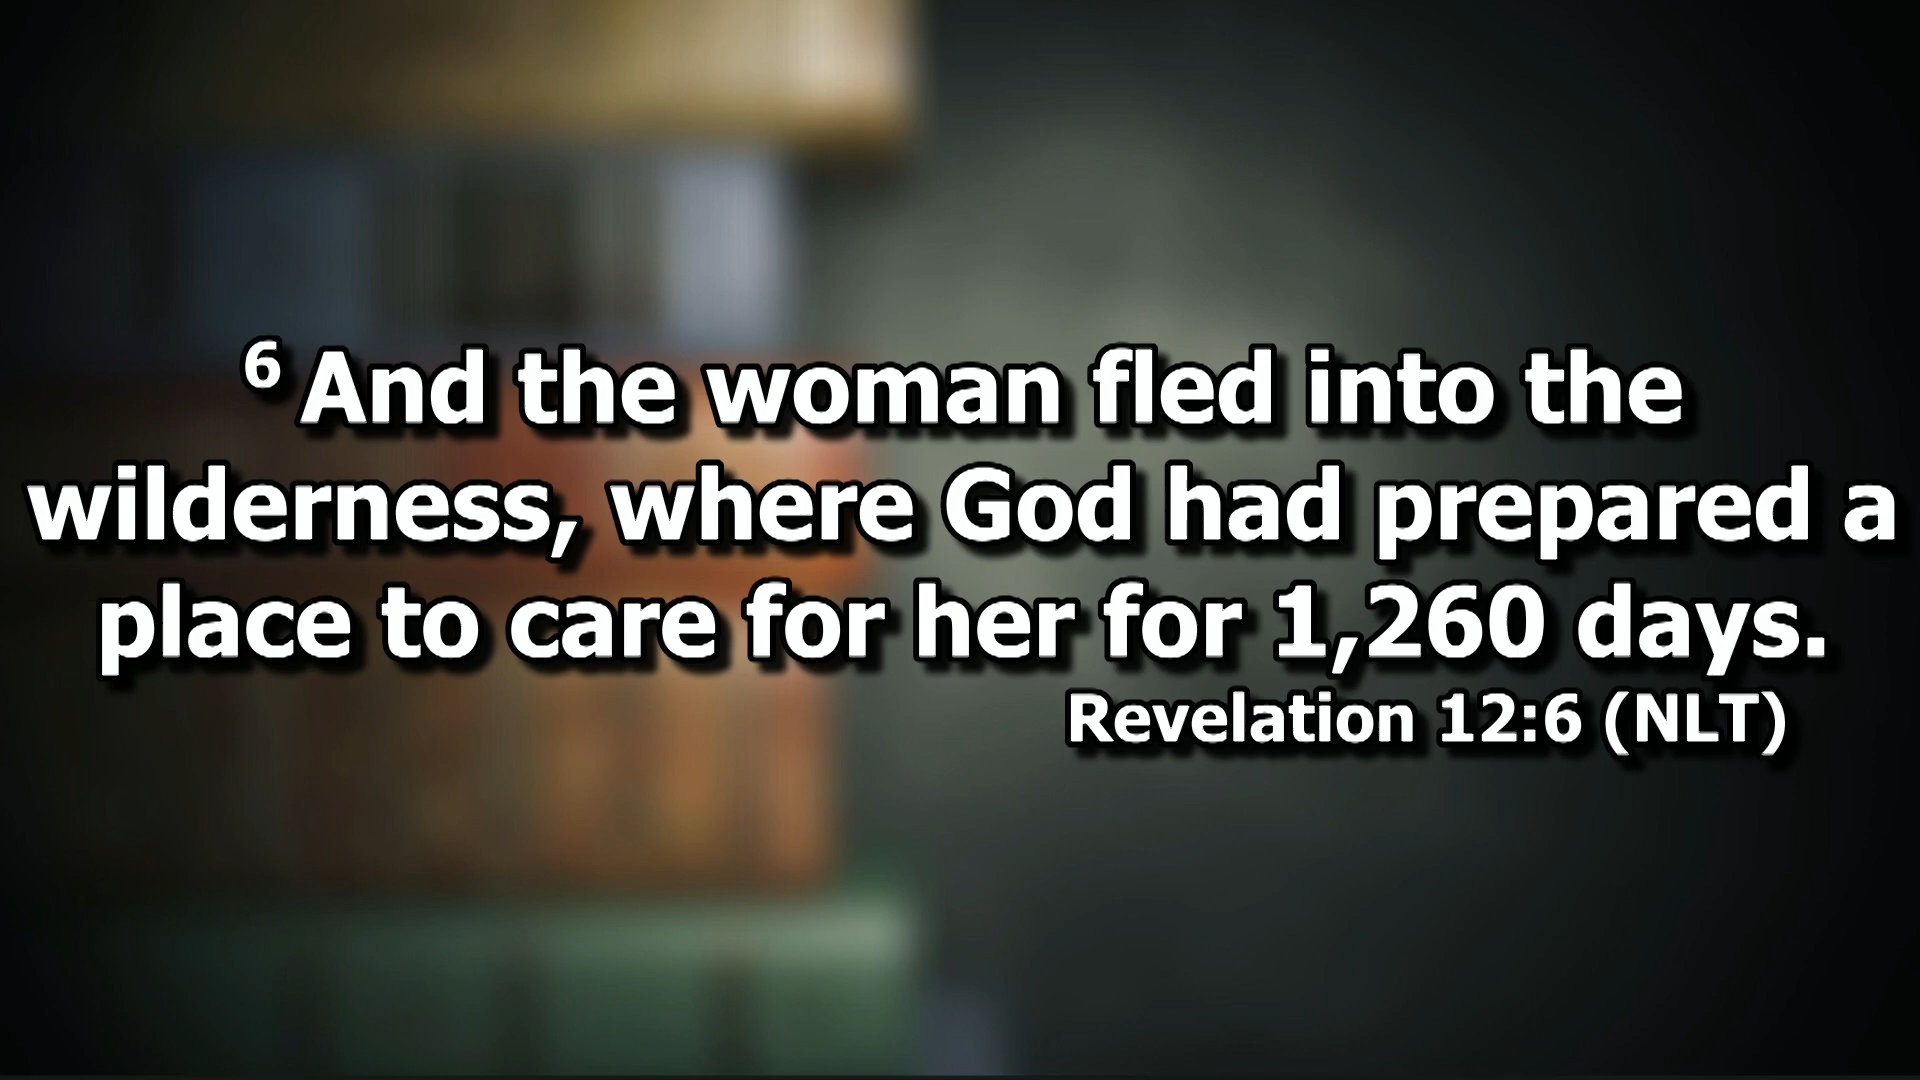 6 And the woman fled into the
wilderness, where God had prepared a
place to care for her for 1,260 days.
Revelation 12:6 (NLT)